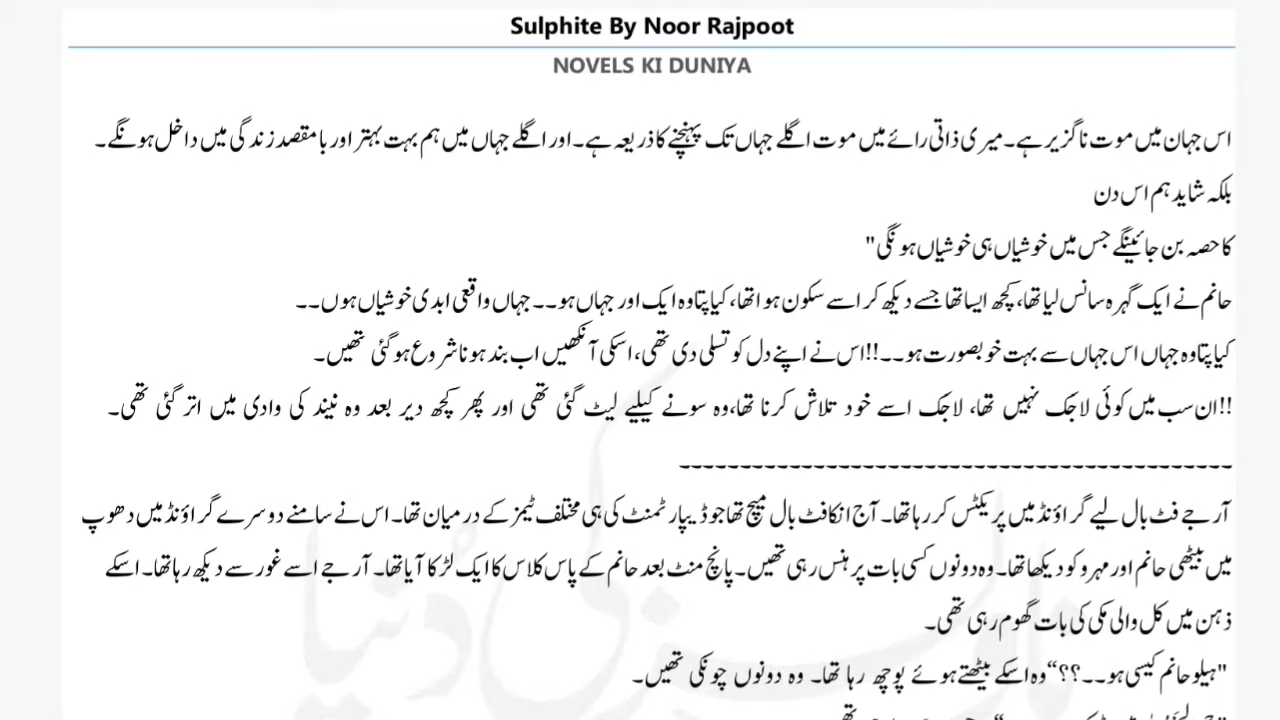 Sulphite By Noor Rajpoot
NOVELS KI DUNIYA
اس جہان میں موت ناگزیر ہے۔ میری ذاتی رائے میں موت اگلے جہاں تک پہنچنے کا ذریعہ ہے۔ اور اگلے جہاں میں ہم بہت بہتر اور بامقصد زندگی میں داخل ہونگے۔
بلکہ شاید ہم اس دن
کا حصہ بن جائینگے جس میں خوشیاں ہی خوشیاں ہونگی"
حانم نے ایک گہرہ سانس لیا تھا، کچھ ایسا تھا جسے دیکھ کر اسے سکون ہوا تھا، کیا پتا وہ ایک اور جہاں ہو۔۔ جہاں واقعی ابدی خوشیاں ہوں۔۔
کیا پتا وہ جہاں اس جہاں سے بہت خوبصورت ہو۔۔!! اس نے اپنے دل کو تسلی دی تھی، اسکی آنکھیں اب بند ہونا شروع ہوگئی تھیں۔
!! ان سب میں کوئی لاجک نہیں تھا، لاجک اسے خود تلاش کرنا تھا، وہ سونے کیلیے لیٹ گئی تھی اور پھر کچھ دیر بعد وہ نیند کی وادی میں اتر گئی تھی۔
---------------------------------------------
آر جے فٹ بال لیے گراؤنڈ میں پریکٹس کر رہا تھا۔ آج انکا فٹ بال میچ تھا جو ڈیپارٹمنٹ کی ہی مختلف ٹیمز کے درمیان تھا۔ اس نے سامنے دوسرے گراؤنڈ میں دھوپ
میں بیٹھی حانم اور مہرو کو دیکھا تھا۔ وہ دونوں کسی بات پر ہنس رہی تھیں۔ پانچ منٹ بعد حانم کے پاس کلاس کا ایک لڑکا آیا تھا۔ آر جے اسے غور سے دیکھ رہا تھا۔ اسکے
ذہن میں کل والی مکی کی بات گھوم رہی تھی۔
"ہیلو حانم کیسی ہو۔۔؟؟“ وہ اسکے بیٹھتے ہوئے پوچھ رہا تھا۔ وہ دونوں چونکی تھیں۔